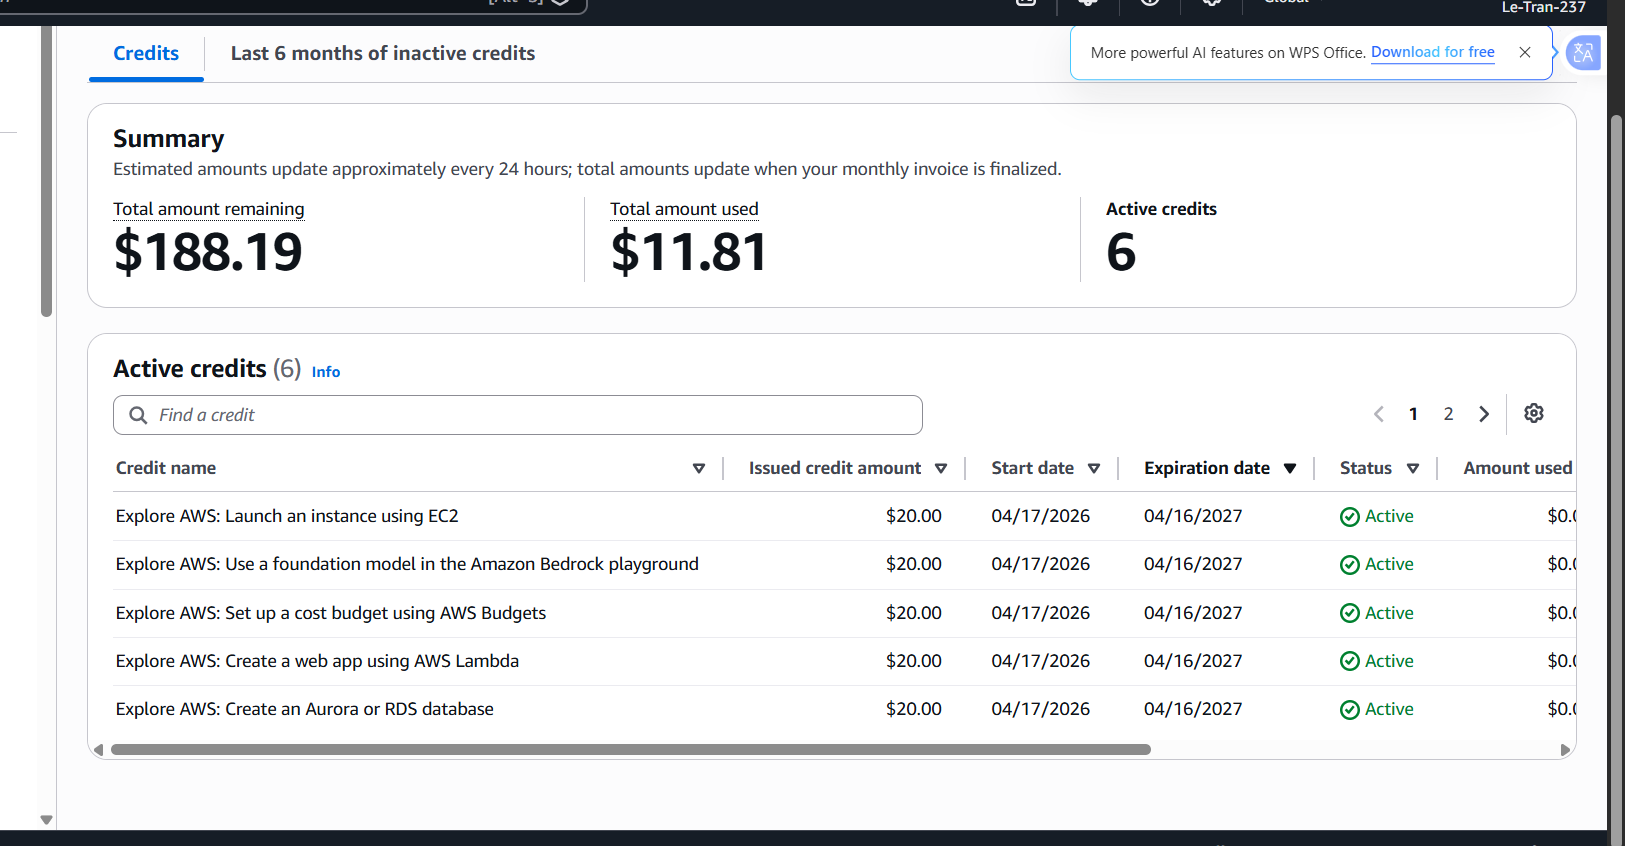 Le-Tran-237
Credits
Last 6 months of inactive credits
More powerful AI features on WPS Office. Download for free
Summary
Estimated amounts update approximately every 24 hours; total amounts update when your monthly invoice is finalized.
Total amount remaining
$188.19
Total amount used
$11.81
Active credits
6
Active credits (6) Info
Find a credit
1 2
Credit name Issued credit amount Start date Expiration date Status Amount used
Explore AWS: Launch an instance using EC2 $20.00 04/17/2026 04/16/2027 Active
Explore AWS: Use a foundation model in the Amazon Bedrock playground $20.00 04/17/2026 04/16/2027 Active
Explore AWS: Set up a cost budget using AWS Budgets $20.00 04/17/2026 04/16/2027 Active
Explore AWS: Create a web app using AWS Lambda $20.00 04/17/2026 04/16/2027 Active
Explore AWS: Create an Aurora or RDS database $20.00 04/17/2026 04/16/2027 Active